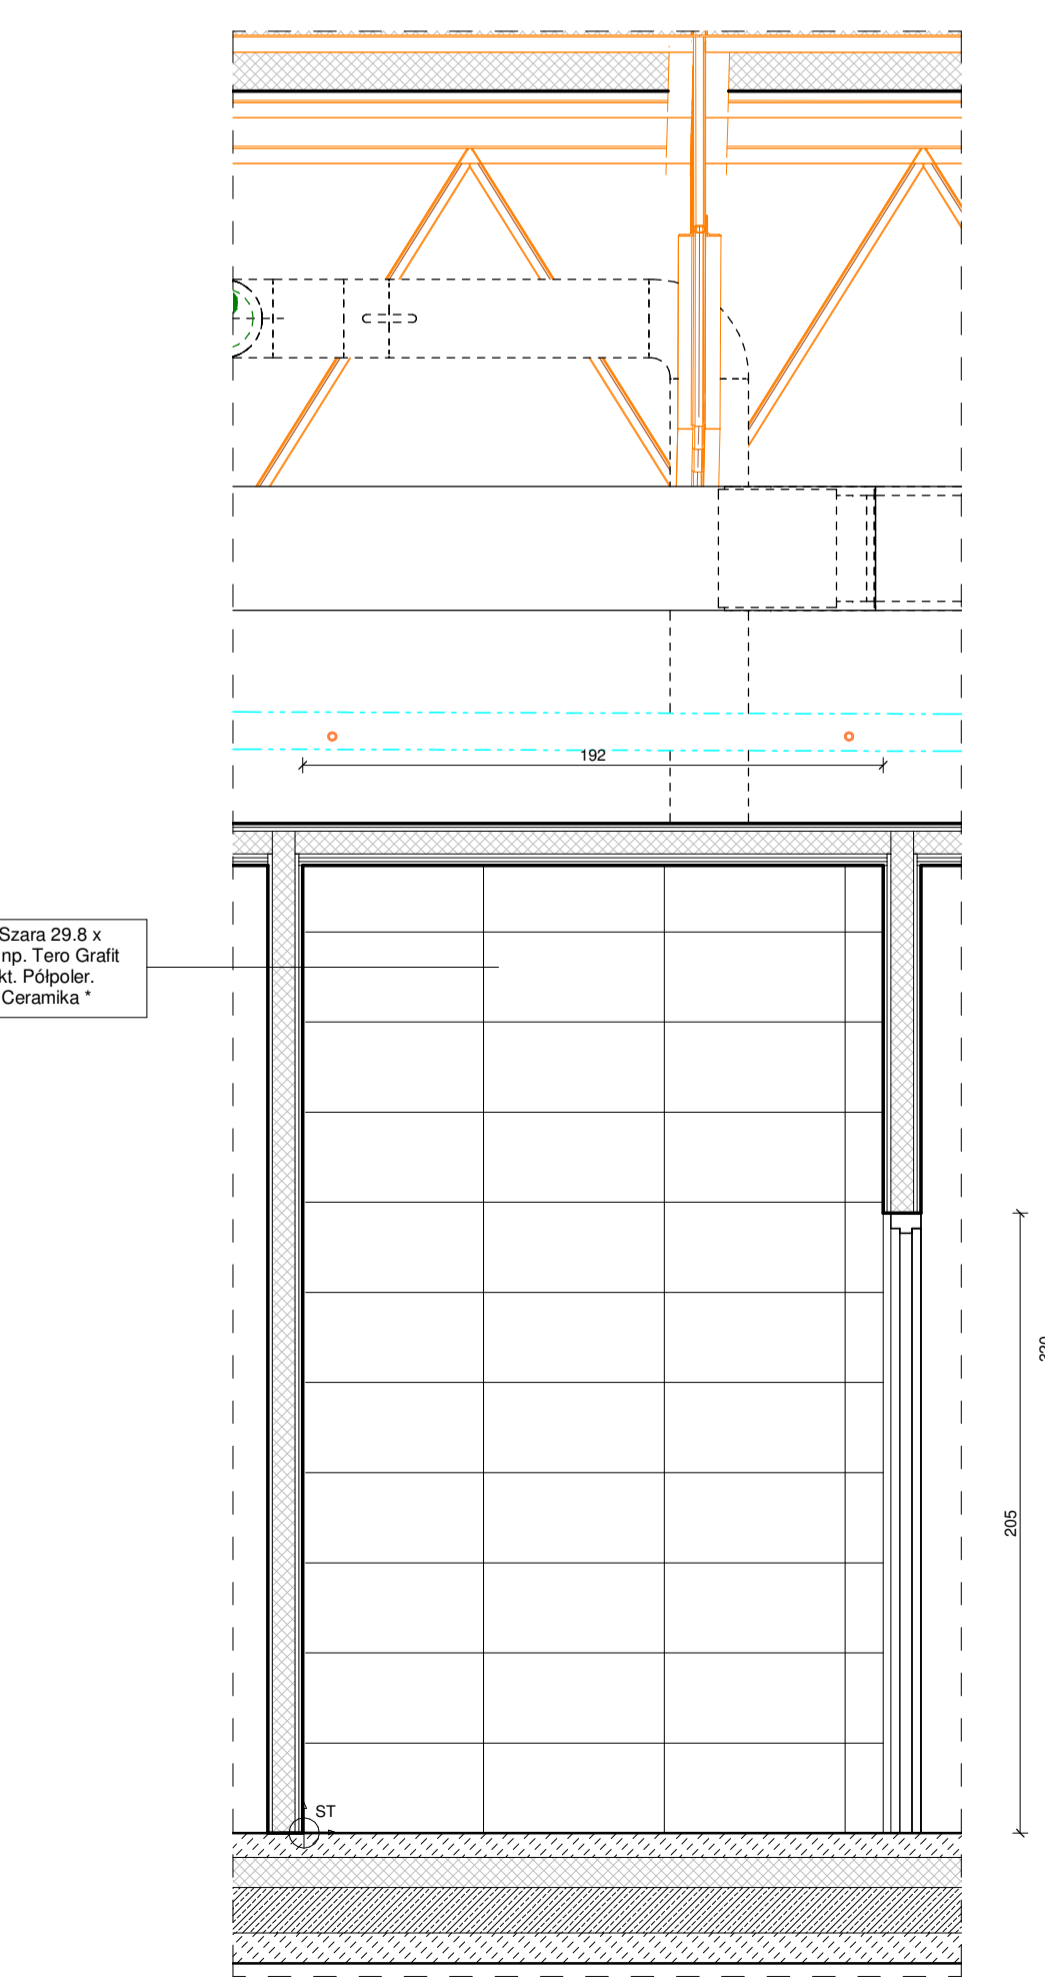 192
Szara 29.8 x
np. Tero Grafit
kt. Półpoler.
Ceramika *
205
ST